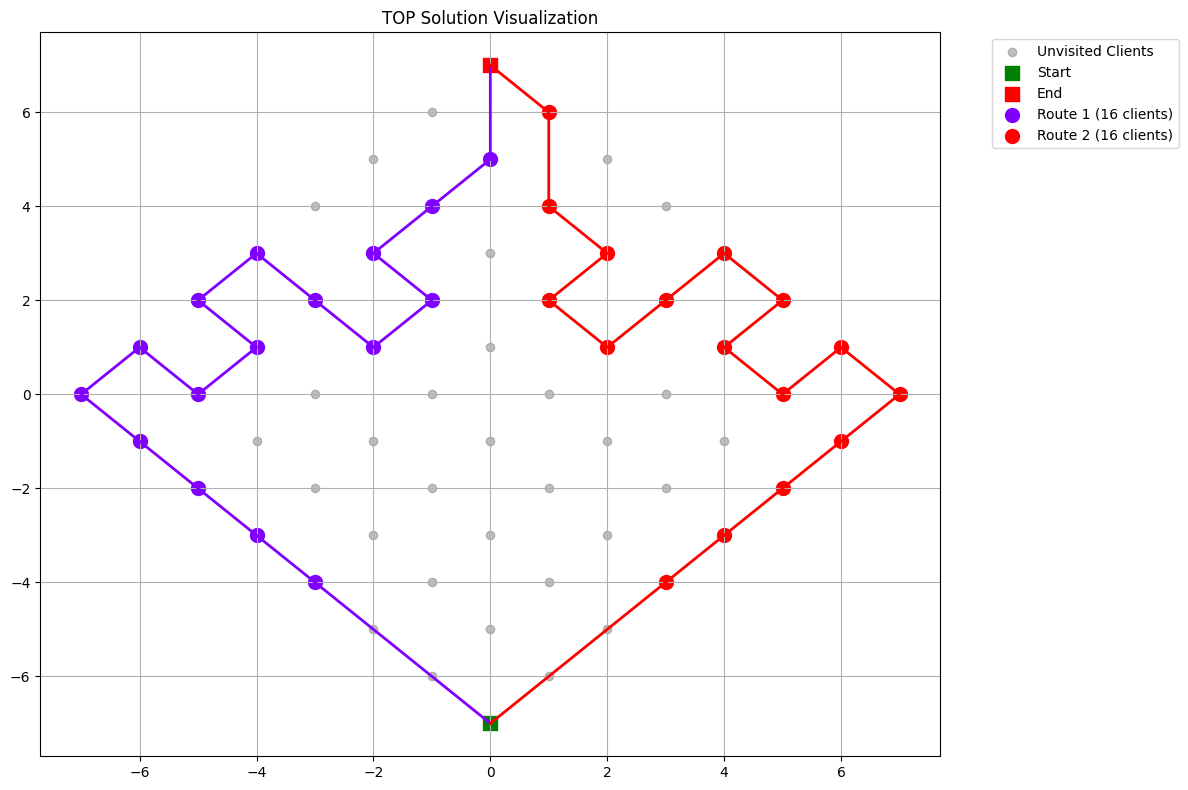 TOP Solution Visualization
Unvisited Clients
Start
End
Route 1 (16 clients)
Route 2 (16 clients)
6
4
2
0
−2
−4
−6
−6 −4 −2 0 2 4 6